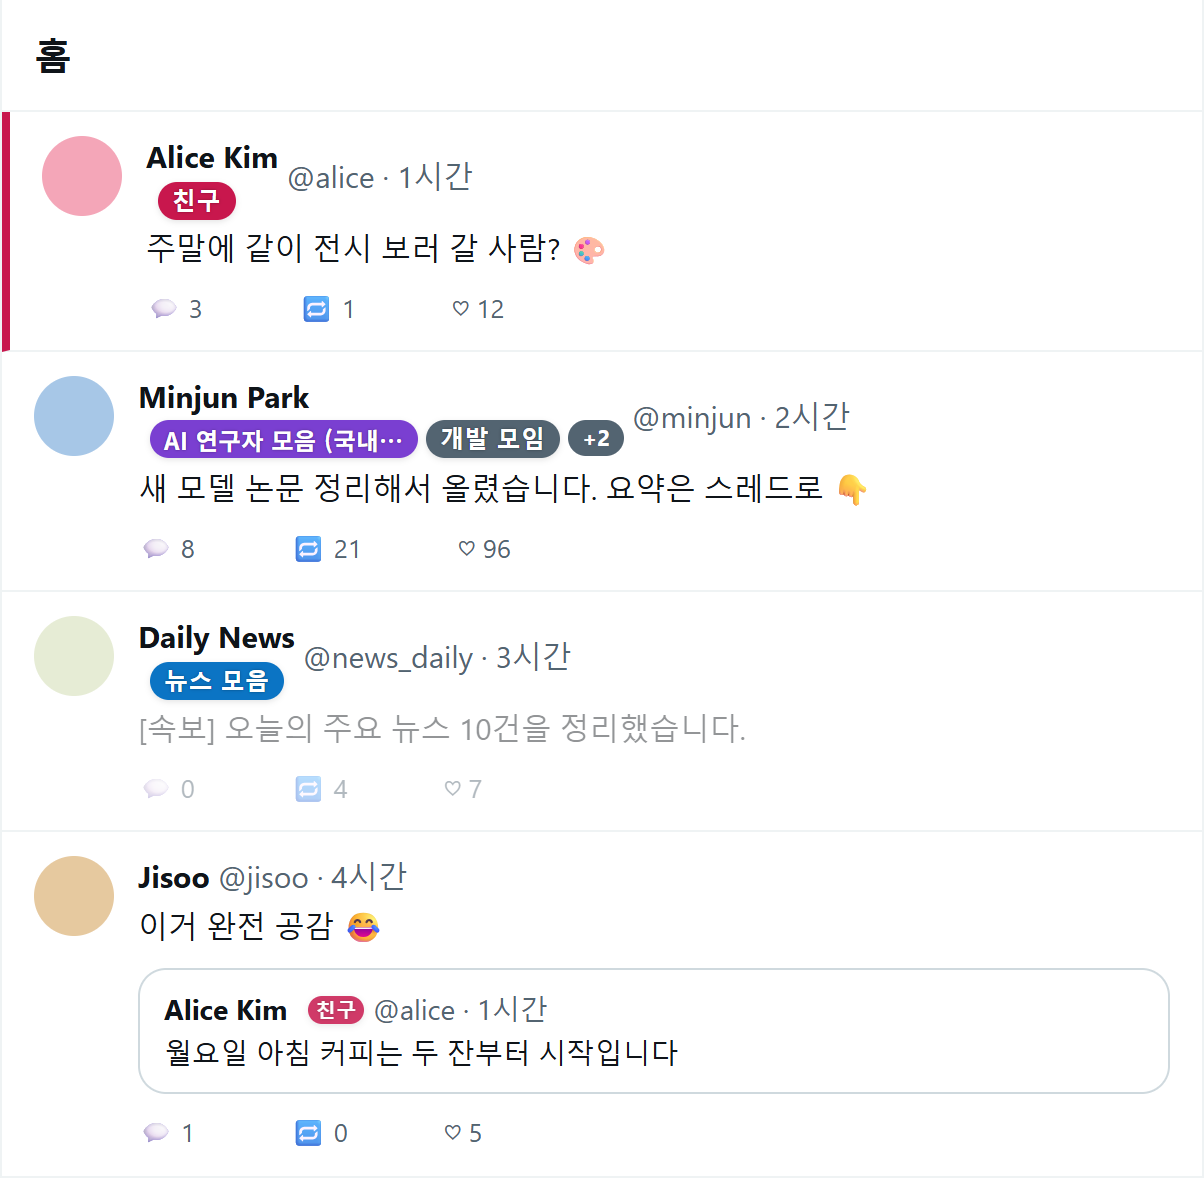 홈
Alice Kim @alice · 1시간
친구
주말에 같이 전시 보러 갈 사람? 🎨
💬 3 🔁 1 ♡ 12
Minjun Park @minjun · 2시간
AI 연구자 모음 (국내… 개발 모임 +2
새 모델 논문 정리해서 올렸습니다. 요약은 스레드로 👇
💬 8 🔁 21 ♡ 96
Daily News @news_daily · 3시간
뉴스 모음
[속보] 오늘의 주요 뉴스 10건을 정리했습니다.
💬 0 🔁 4 ♡ 7
Jisoo @jisoo · 4시간
이거 완전 공감 😂
Alice Kim 친구 @alice · 1시간
월요일 아침 커피는 두 잔부터 시작입니다
💬 1 🔁 0 ♡ 5